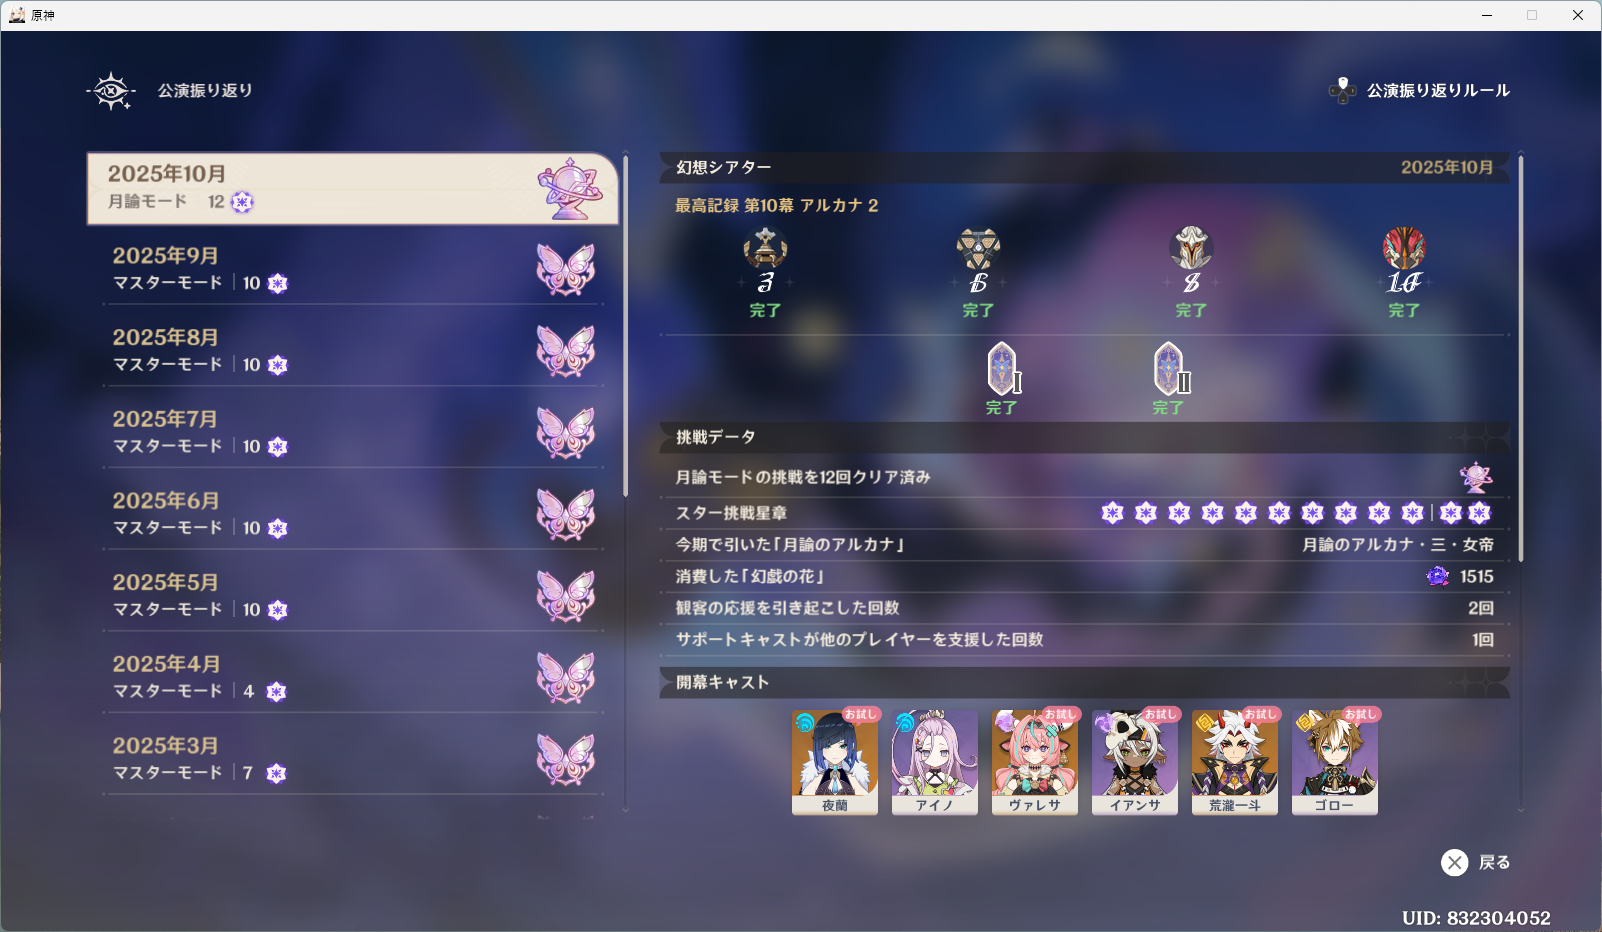 原神
公演振り返り
公演振り返りルール
2025年10月
月諭モード 12
2025年9月
マスターモード 10
2025年8月
マスターモード 10
2025年7月
マスターモード 10
2025年6月
マスターモード 10
2025年5月
マスターモード 10
2025年4月
マスターモード 4
2025年3月
マスターモード 7
幻想シアター 2025年10月
最高記録 第10幕 アルカナ 2
3 6 8 10
完了 完了 完了 完了
I II
完了 完了
挑戦データ
月諭モードの挑戦を12回クリア済み
スター挑戦星章
今期で引いた「月諭のアルカナ」 月諭のアルカナ・三・女帝
消費した「幻戯の花」 1515
観客の応援を引き起こした回数 2回
サポートキャストが他のプレイヤーを支援した回数 1回
開幕キャスト
お試し お試し お試し お試し お試し お試し
夜蘭 アイノ ヴァレサ イアンサ 荒瀧一斗 ゴロー
戻る
UID: 832304052